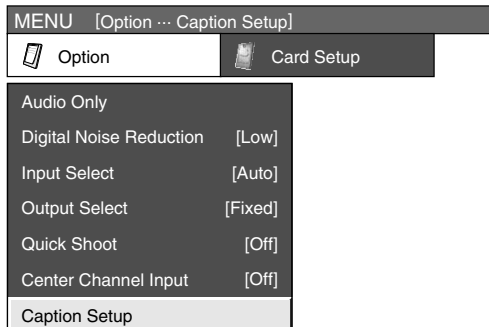 MENU [Option ··· Caption Setup]
Option Card Setup
Audio Only
Digital Noise Reduction [Low]
Input Select [Auto]
Output Select [Fixed]
Quick Shoot [Off]
Center Channel Input [Off]
Caption Setup